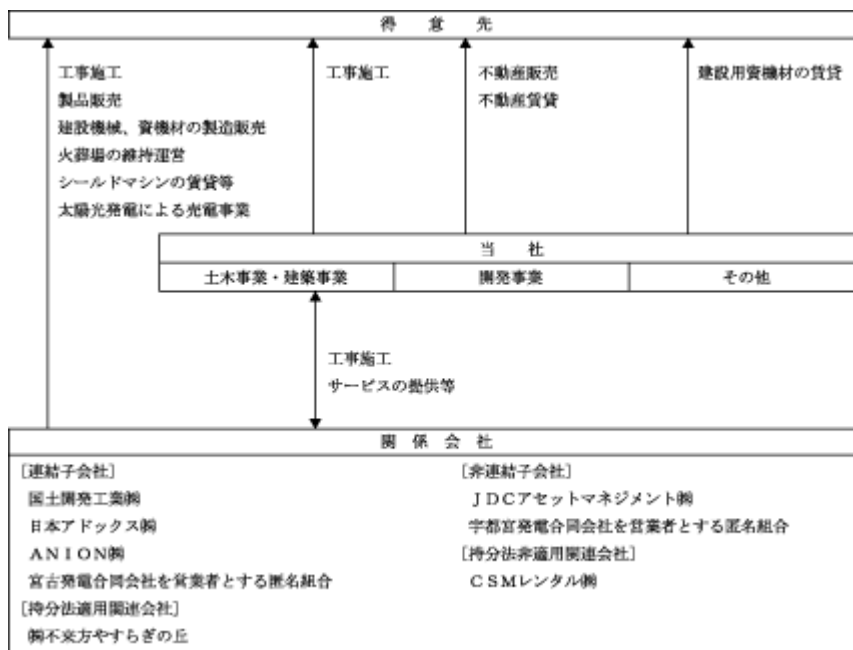 得意先
工事施工
製品販売
建設機械、資機材の製造販売
火葬場の維持運営
シールドマシンの賃貸等
太陽光発電による売電事業
工事施工
不動産販売
不動産賃貸
建設用資機材の賃貸
当社
土木事業・建築事業
開発事業
その他
工事施工
サービスの提供等
関係会社
[連結子会社]
国土開発工業㈱
日本アドックス㈱
ANION㈱
宮古発電合同会社を営業者とする匿名組合
[持分法適用関連会社]
㈱不来方やすらぎの丘
[非連結子会社]
JDCアセットマネジメント㈱
宇都宮発電合同会社を営業者とする匿名組合
[持分法非適用関連会社]
CSMレンタル㈱